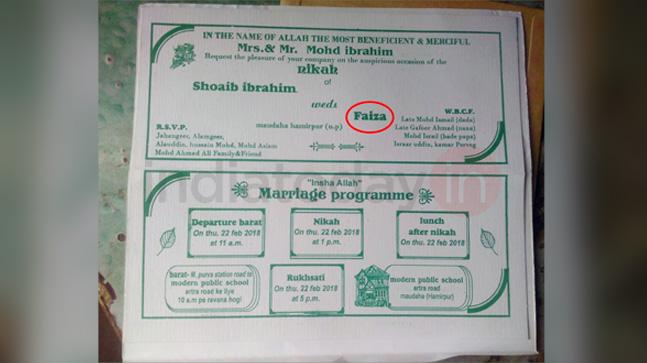 IN THE NAME OF ALLAH THE MOST BENEFICIENT & MERCIFUL
Mrs.& Mr. Mohd ibrahim
Request the pleasure of your company on the auspicious occasion of the
nikah
of
Shoaib ibrahim
weds
Faiza
maudaha hamirpur (u.p)
R.S.V.P.
Jahangeer, Alamgeer,
Alauddin, hussain Mohd, Mohd Aslam
Mohd Ahmad All Family&Friend
W.B.C.F.
Late Mohd Ismail (dada)
Late Gafoor Ahmad (nana)
Mohd Israil (bade papa)
Israr uddin, kamar Parveg
indiatoday.in
"Insha Allah"
Marriage programme
Departure barat
On thu. 22 feb 2018
at 11 a.m.
Nikah
On thu. 22 feb 2018
at 1 p.m.
lunch
after nikah
On thu. 22 feb 2018
barat- M. purva station road to
modern public school
artra road ke liye
10 a.m pe ravana hogi
Rukhsati
On thu. 22 feb 2018
at 5 p.m.
modern public school
artra road
maudaha (Hamirpur)